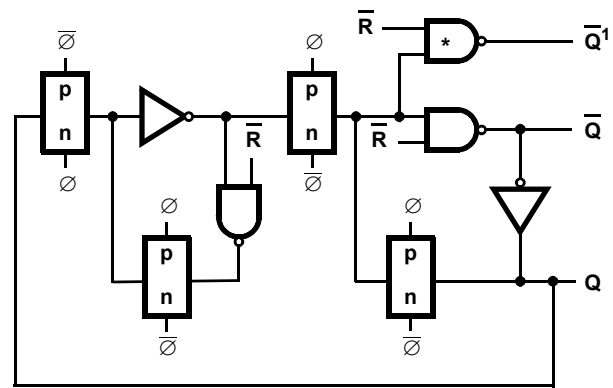 R̅ * Q̅¹
∅̅ ∅
p p
n n
R̅ R̅ Q̅
∅ ∅̅
∅ ∅
p p
n n Q
∅̅ ∅̅